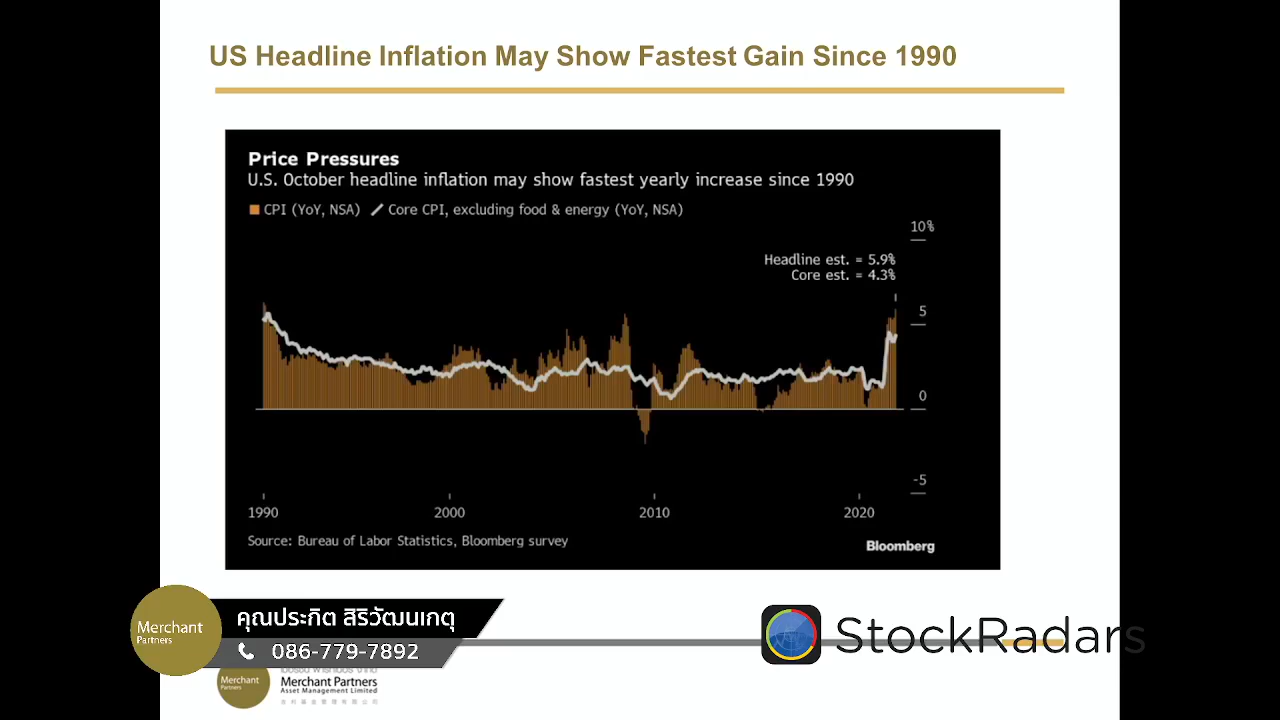 US Headline Inflation May Show Fastest Gain Since 1990
Price Pressures
U.S. October headline inflation may show fastest yearly increase since 1990
CPI (YoY, NSA) Core CPI, excluding food & energy (YoY, NSA)
10%
Headline est. = 5.9%
Core est. = 4.3%
5
0
-5
1990 2000 2010 2020
Source: Bureau of Labor Statistics, Bloomberg survey
Bloomberg
Merchant
Partners
คุณประกิต สิริวัฒนเกตุ
086-779-7892
StockRadars
Merchant
Partners
Merchant Partners
Asset Management Limited